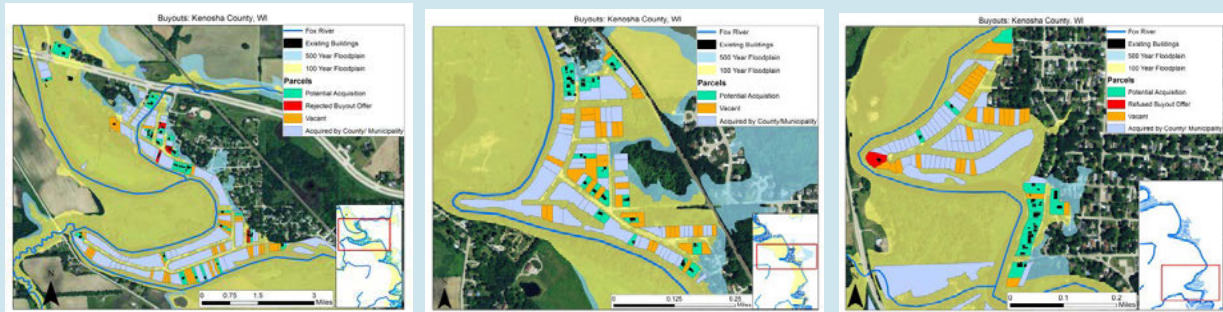 Buyouts: Kenosha County, WI
Fox River
Existing Buildings
500 Year Floodplain
100 Year Floodplain
Parcels
Potential Acquisition
Rejected Buyout Offer
Vacant
Acquired by County/ Municipality
N
0 0.75 1.5 3
Miles
Buyouts: Kenosha County, WI
Fox River
Existing Buildings
500 Year Floodplain
100 Year Floodplain
Parcels
Potential Acquisition
Vacant
Acquired by County/Municipality
0 0.125 0.25
Miles
Buyouts: Kenosha County, WI
Fox River
Existing Buildings
500 Year Floodplain
100 Year Floodplain
Parcels
Potential Acquisition
Refused Buyout Offer
Vacant
Acquired by County/ Municipality
0 0.1 0.2
Miles